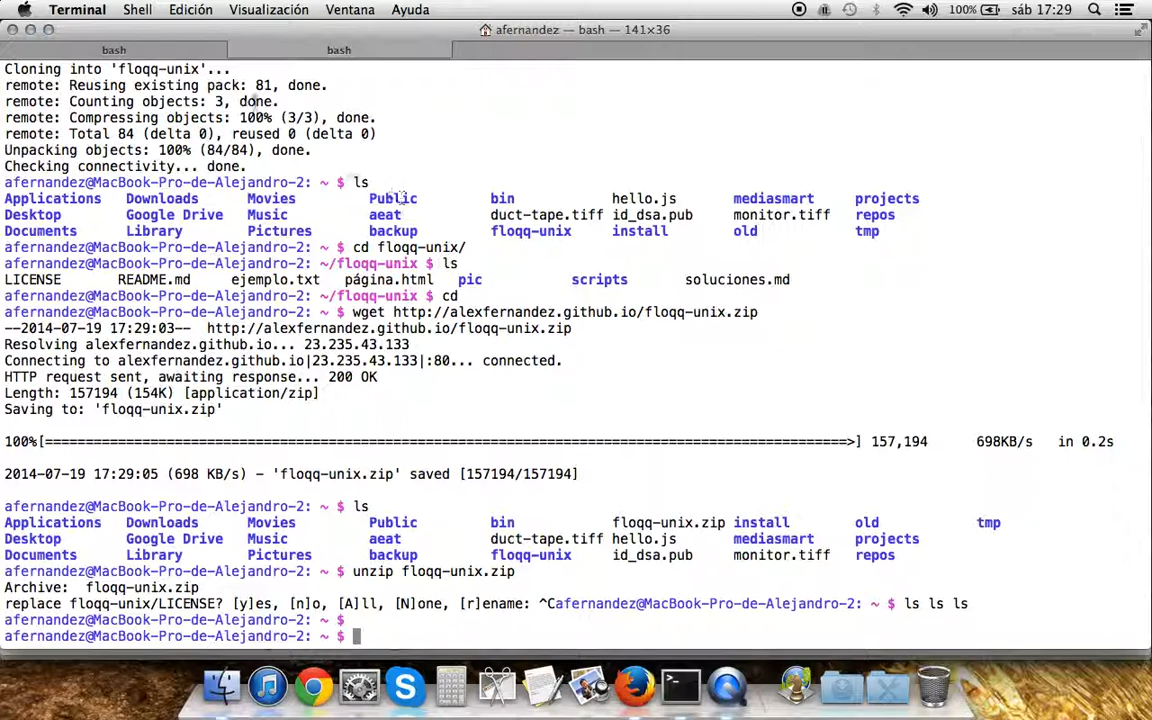 Terminal Shell Edición Visualización Ventana Ayuda 100% sáb 17:29
afernandez — bash — 141×36
bash bash
Cloning into 'floqq-unix'...
remote: Reusing existing pack: 81, done.
remote: Counting objects: 3, done.
remote: Compressing objects: 100% (3/3), done.
remote: Total 84 (delta 0), reused 0 (delta 0)
Unpacking objects: 100% (84/84), done.
Checking connectivity... done.
afernandez@MacBook-Pro-de-Alejandro-2: ~ $ ls
Applications Downloads Movies Public bin hello.js mediasmart projects
Desktop Google Drive Music aeat duct-tape.tiff id_dsa.pub monitor.tiff repos
Documents Library Pictures backup floqq-unix install old tmp
afernandez@MacBook-Pro-de-Alejandro-2: ~ $ cd floqq-unix/
afernandez@MacBook-Pro-de-Alejandro-2: ~/floqq-unix $ ls
LICENSE README.md ejemplo.txt página.html pic scripts soluciones.md
afernandez@MacBook-Pro-de-Alejandro-2: ~/floqq-unix $ cd
afernandez@MacBook-Pro-de-Alejandro-2: ~ $ wget http://alexfernandez.github.io/floqq-unix.zip
--2014-07-19 17:29:03-- http://alexfernandez.github.io/floqq-unix.zip
Resolving alexfernandez.github.io... 23.235.43.133
Connecting to alexfernandez.github.io|23.235.43.133|:80... connected.
HTTP request sent, awaiting response... 200 OK
Length: 157194 (154K) [application/zip]
Saving to: 'floqq-unix.zip'
100%[===================================================================================================>] 157,194 698KB/s in 0.2s
2014-07-19 17:29:05 (698 KB/s) - 'floqq-unix.zip' saved [157194/157194]
afernandez@MacBook-Pro-de-Alejandro-2: ~ $ ls
Applications Downloads Movies Public bin floqq-unix.zip install old tmp
Desktop Google Drive Music aeat duct-tape.tiff hello.js mediasmart projects
Documents Library Pictures backup floqq-unix id_dsa.pub monitor.tiff repos
afernandez@MacBook-Pro-de-Alejandro-2: ~ $ unzip floqq-unix.zip
Archive: floqq-unix.zip
replace floqq-unix/LICENSE? [y]es, [n]o, [A]ll, [N]one, [r]ename: ^Cafernandez@MacBook-Pro-de-Alejandro-2: ~ $ ls ls ls
afernandez@MacBook-Pro-de-Alejandro-2: ~ $
afernandez@MacBook-Pro-de-Alejandro-2: ~ $